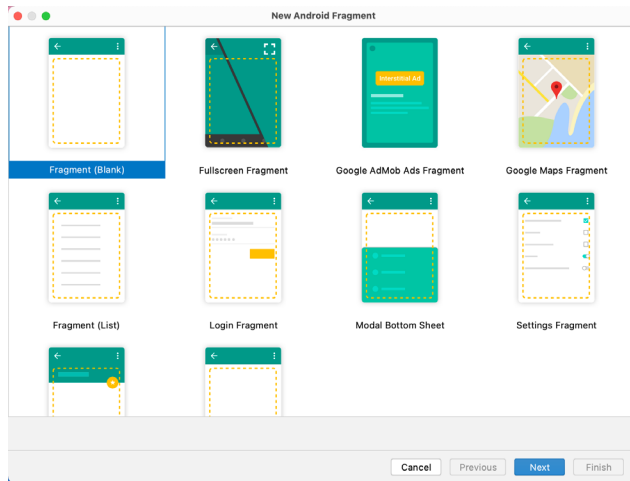 New Android Fragment
Interstitial Ad
Fragment (Blank)
Fullscreen Fragment
Google AdMob Ads Fragment
Google Maps Fragment
Fragment (List)
Login Fragment
Modal Bottom Sheet
Settings Fragment
Cancel
Previous
Next
Finish